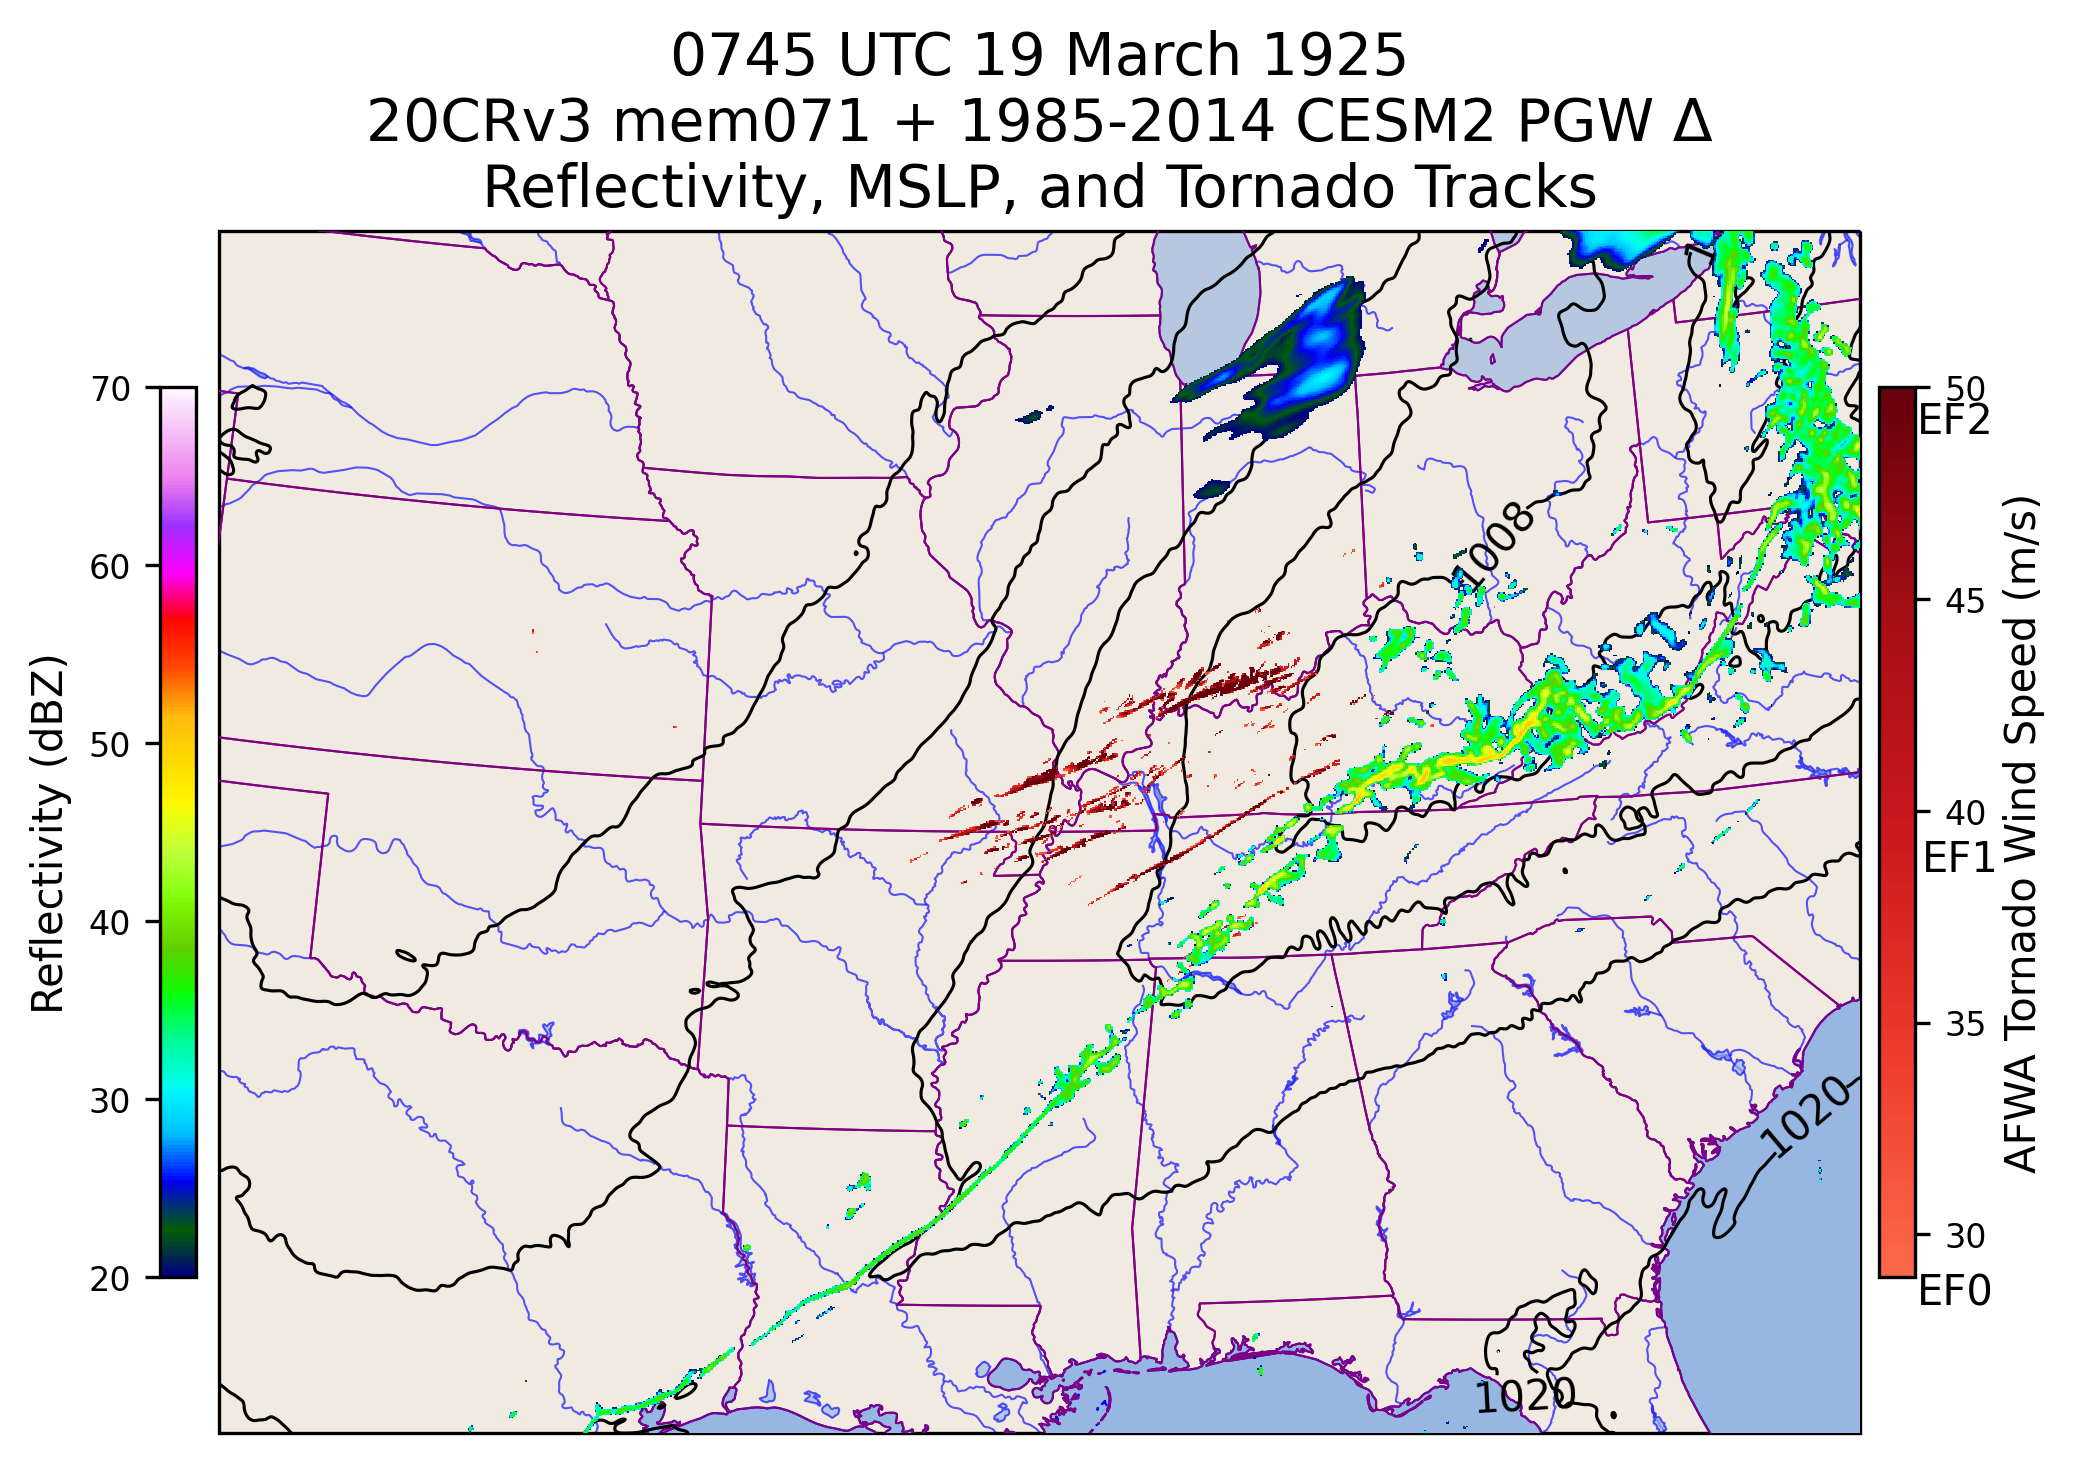 0745 UTC 19 March 1925
20CRv3 mem071 + 1985-2014 CESM2 PGW Δ
Reflectivity, MSLP, and Tornado Tracks
70
60
50
40
30
20
Reflectivity (dBZ)
1008
1020
1020
50
EF2
45
40
EF1
35
30
EF0
AFWA Tornado Wind Speed (m/s)